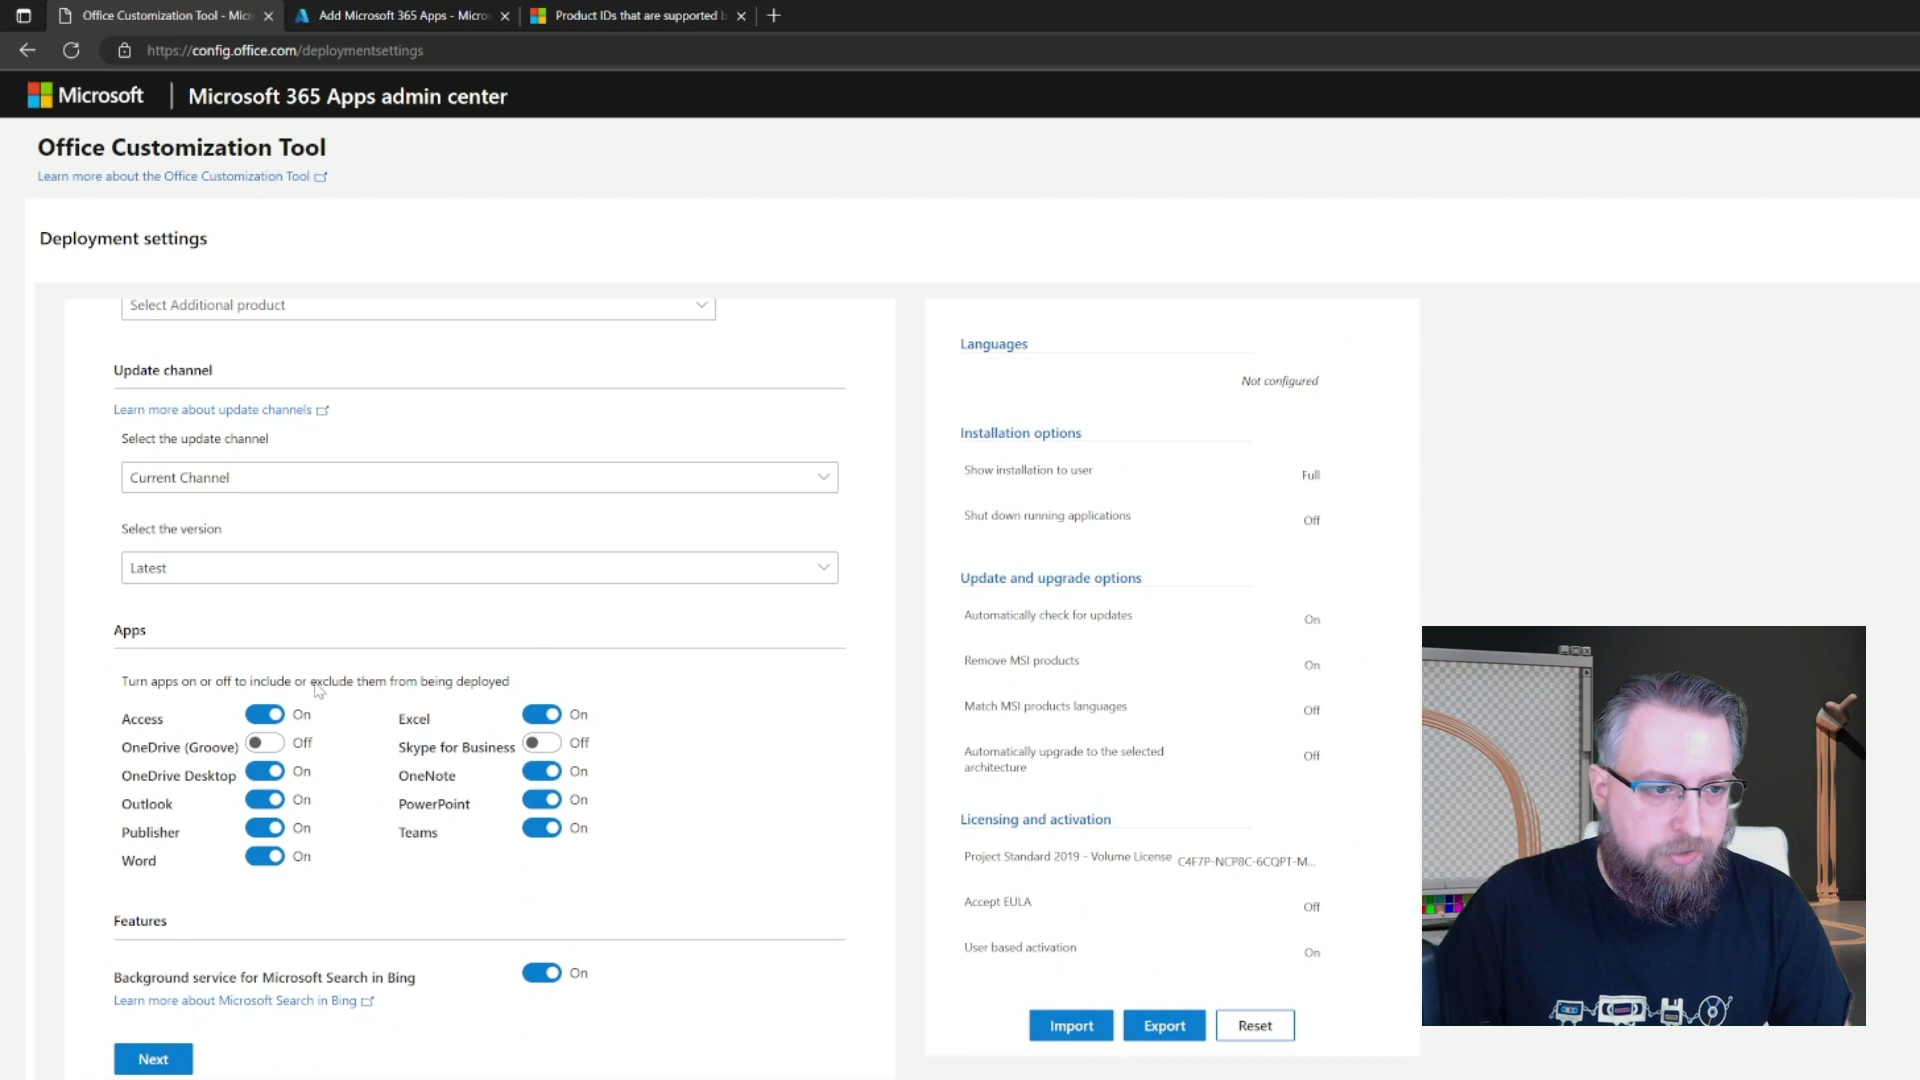 Office Customization Tool - Micr
Add Microsoft 365 Apps - Micros
Product IDs that are supported b
https://config.office.com/deploymentsettings
Microsoft
Microsoft 365 Apps admin center
Office Customization Tool
Learn more about the Office Customization Tool
Deployment settings
Select Additional product
Update channel
Learn more about update channels
Select the update channel
Current Channel
Select the version
Latest
Apps
Turn apps on or off to include or exclude them from being deployed
Access On Excel On
OneDrive (Groove) Off Skype for Business Off
OneDrive Desktop On OneNote On
Outlook On PowerPoint On
Publisher On Teams On
Word On
Features
Background service for Microsoft Search in Bing On
Learn more about Microsoft Search in Bing
Next
Languages
Not configured
Installation options
Show installation to user Full
Shut down running applications Off
Update and upgrade options
Automatically check for updates On
Remove MSI products On
Match MSI products languages Off
Automatically upgrade to the selected
architecture Off
Licensing and activation
Project Standard 2019 - Volume License C4F7P-NCP8C-6CQPT-M...
Accept EULA Off
User based activation On
Import Export Reset